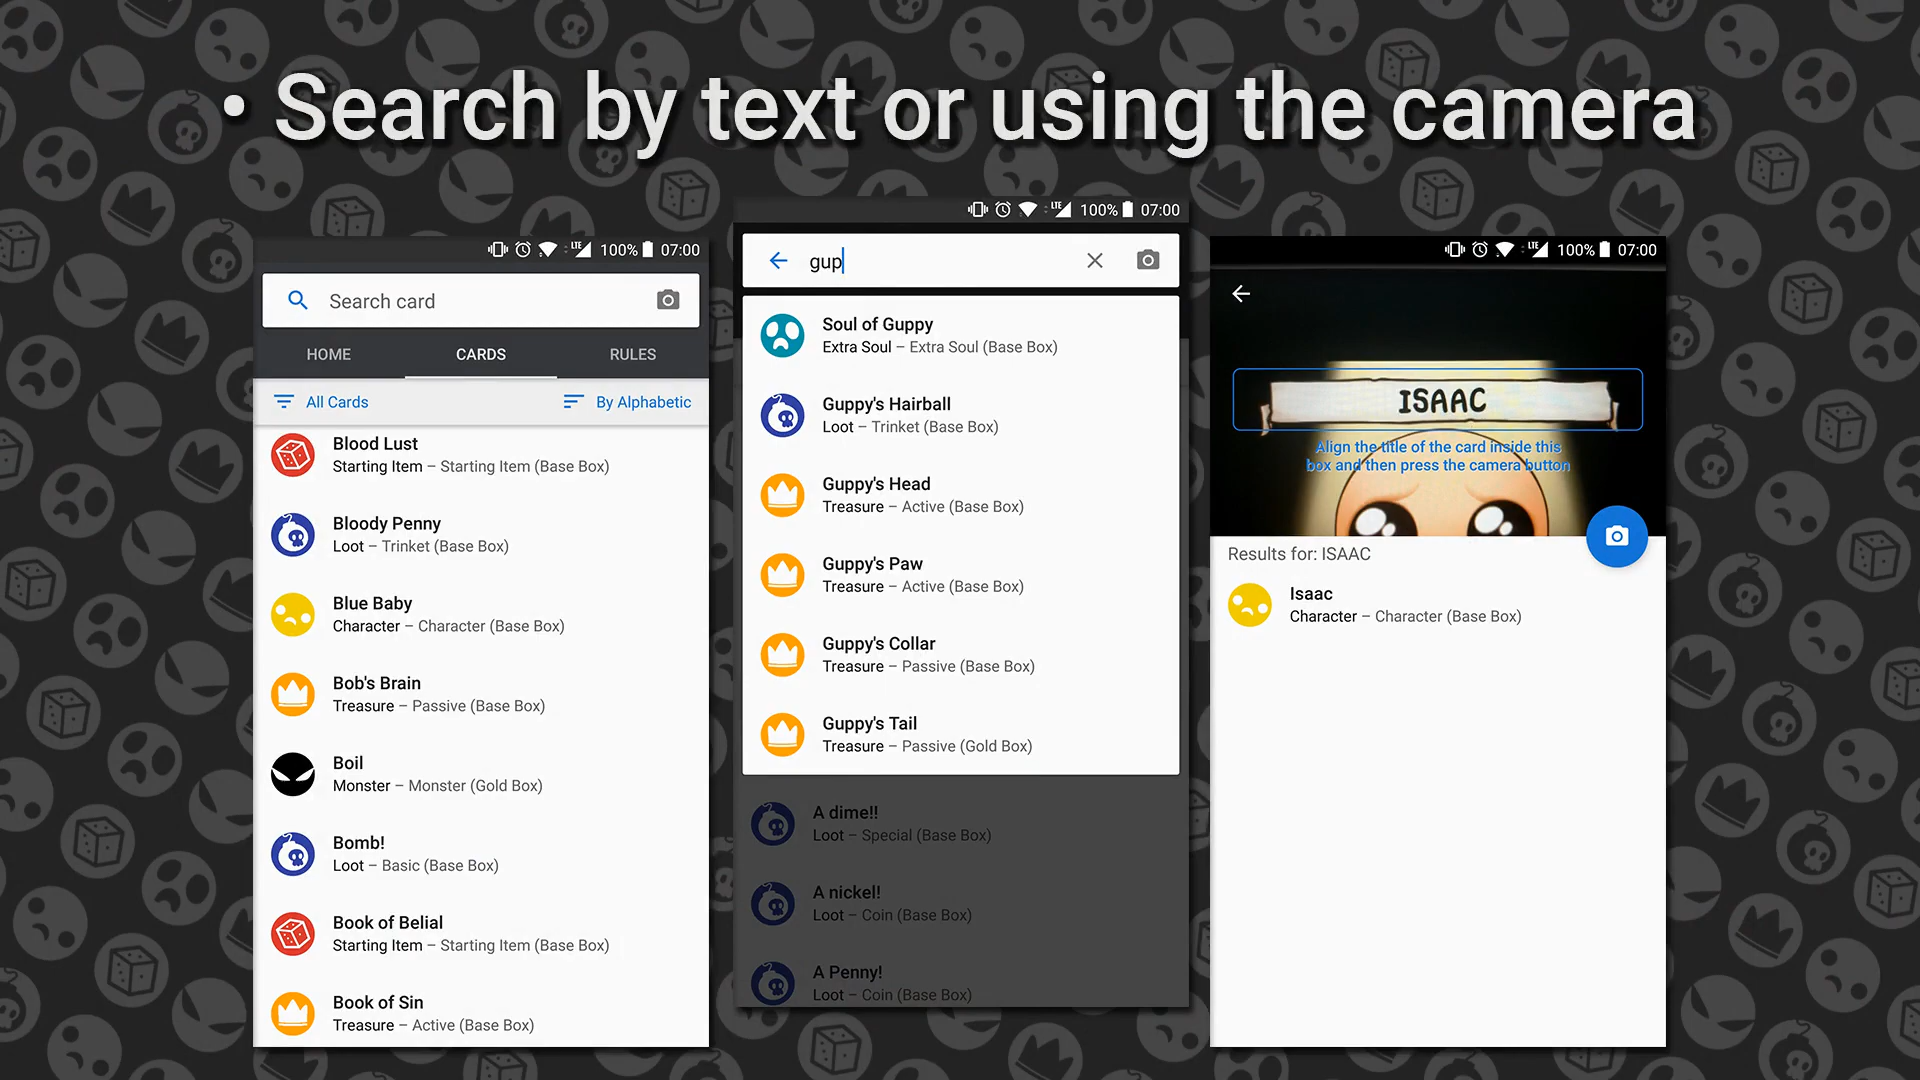 • Search by text or using the camera
LTE 100% 07:00
Search card
HOME CARDS RULES
All Cards By Alphabetic
Blood Lust
Starting Item – Starting Item (Base Box)
Bloody Penny
Loot – Trinket (Base Box)
Blue Baby
Character – Character (Base Box)
Bob's Brain
Treasure – Passive (Base Box)
Boil
Monster – Monster (Gold Box)
Bomb!
Loot – Basic (Base Box)
Book of Belial
Starting Item – Starting Item (Base Box)
Book of Sin
Treasure – Active (Base Box)
LTE 100% 07:00
gup
Soul of Guppy
Extra Soul – Extra Soul (Base Box)
Guppy's Hairball
Loot – Trinket (Base Box)
Guppy's Head
Treasure – Active (Base Box)
Guppy's Paw
Treasure – Active (Base Box)
Guppy's Collar
Treasure – Passive (Base Box)
Guppy's Tail
Treasure – Passive (Gold Box)
A dime!!
Loot – Special (Base Box)
A nickel!
Loot – Coin (Base Box)
A Penny!
Loot – Coin (Base Box)
LTE 100% 07:00
ISAAC
Align the title of the card inside this
box and then press the camera button
Results for: ISAAC
Isaac
Character – Character (Base Box)